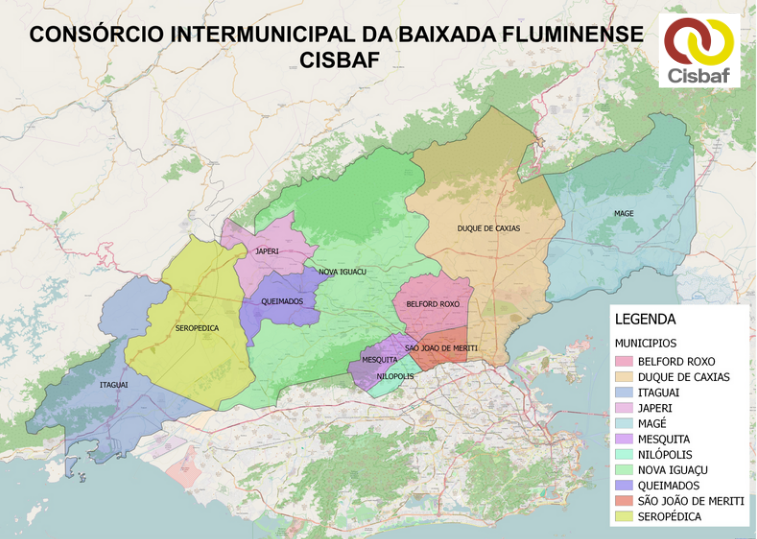 CONSÓRCIO INTERMUNICIPAL DA BAIXADA FLUMINENSE
CISBAF
Cisbaf
MAGE
DUQUE DE CAXIAS
JAPERI
NOVA IGUACU
QUEIMADOS
BELFORD ROXO
SEROPEDICA
SAO JOAO DE MERITI
MESQUITA
NILOPOLIS
ITAGUAI
LEGENDA
MUNICIPIOS
BELFORD ROXO
DUQUE DE CAXIAS
ITAGUAI
JAPERI
MAGÉ
MESQUITA
NILÓPOLIS
NOVA IGUAÇU
QUEIMADOS
SÃO JOÃO DE MERITI
SEROPÉDICA